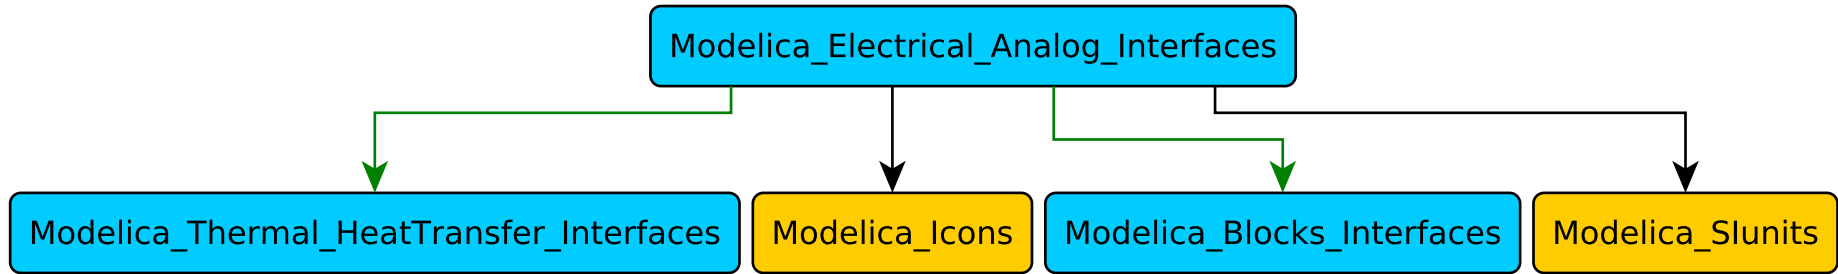 Modelica_Electrical_Analog_Interfaces
Modelica_Thermal_HeatTransfer_Interfaces
Modelica_Icons
Modelica_Blocks_Interfaces
Modelica_SIunits